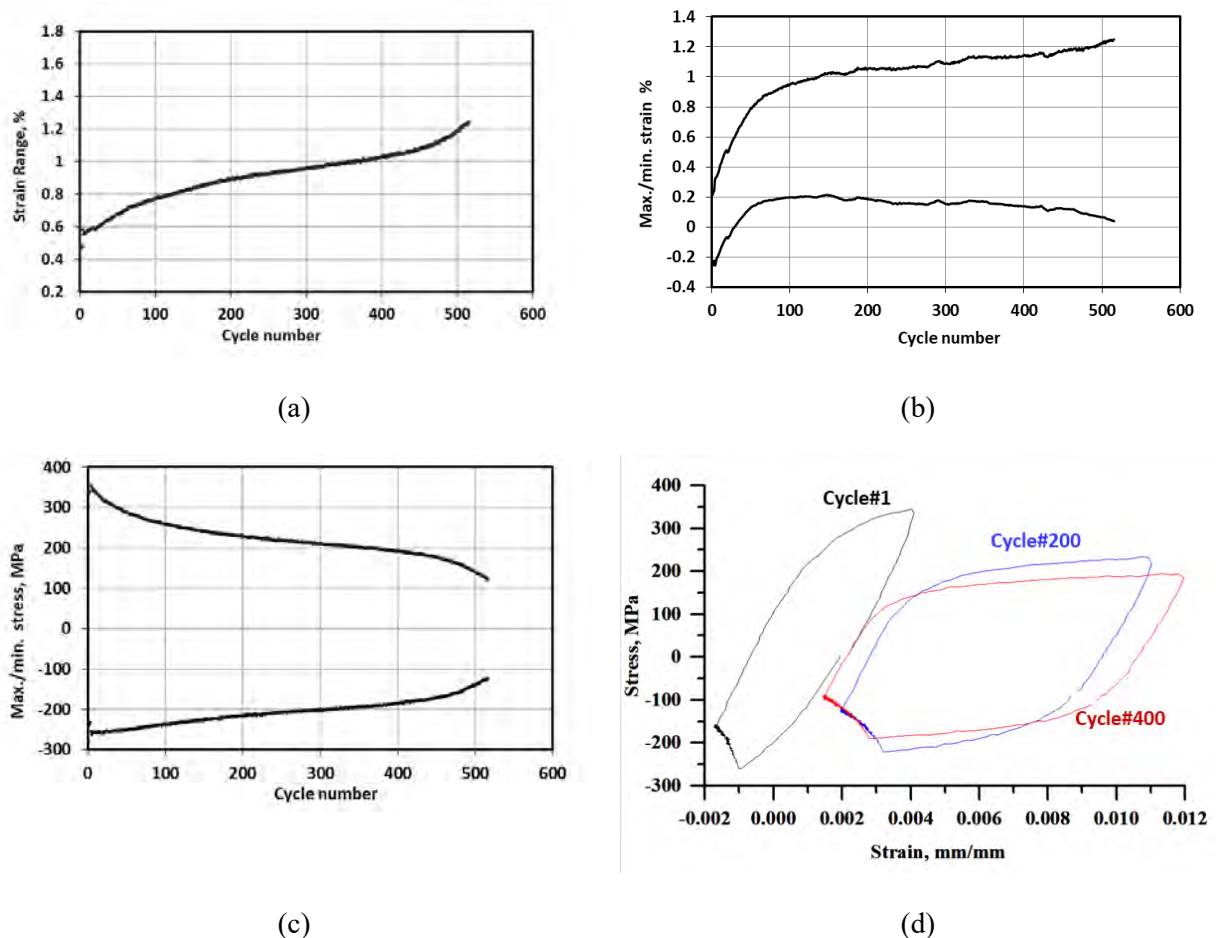 1.8
1.6
1.4
1.2
1
0.8
0.6
0.4
0.2
Strain Range, %
0 100 200 300 400 500 600
Cycle number
(a)
1.4
1.2
1
0.8
0.6
0.4
0.2
0
-0.2
-0.4
Max./min. strain %
0 100 200 300 400 500 600
Cycle number
(b)
400
300
200
100
0
-100
-200
-300
Max./min. stress, MPa
0 100 200 300 400 500 600
Cycle number
(c)
400
300
200
100
0
-100
-200
-300
Stress, MPa
Cycle#1
Cycle#200
Cycle#400
-0.002 0.000 0.002 0.004 0.006 0.008 0.010 0.012
Strain, mm/mm
(d)